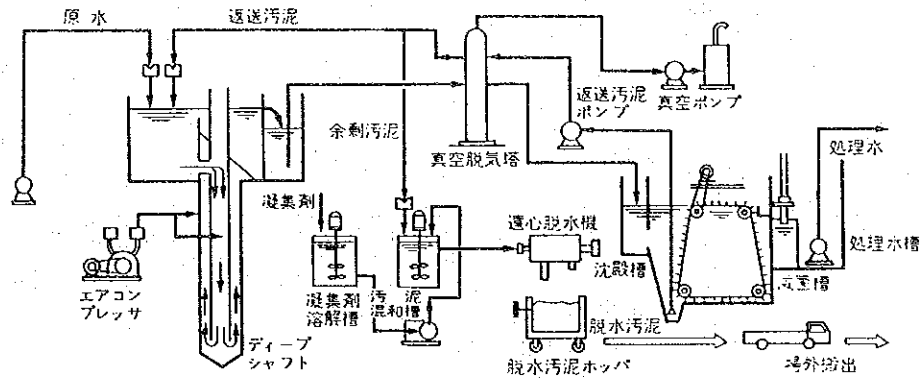 原水
返送汚泥
余剰汚泥
真空脱気塔
返送汚泥
ポンプ
真空ポンプ
処理水
処理水槽
滅菌槽
沈殿槽
エアコン
プレッサ
ディープ
シャフト
凝集剤
凝集剤
溶解槽
汚泥
混和槽
遠心脱水機
脱水汚泥
脱水汚泥ホッパ
場外搬出